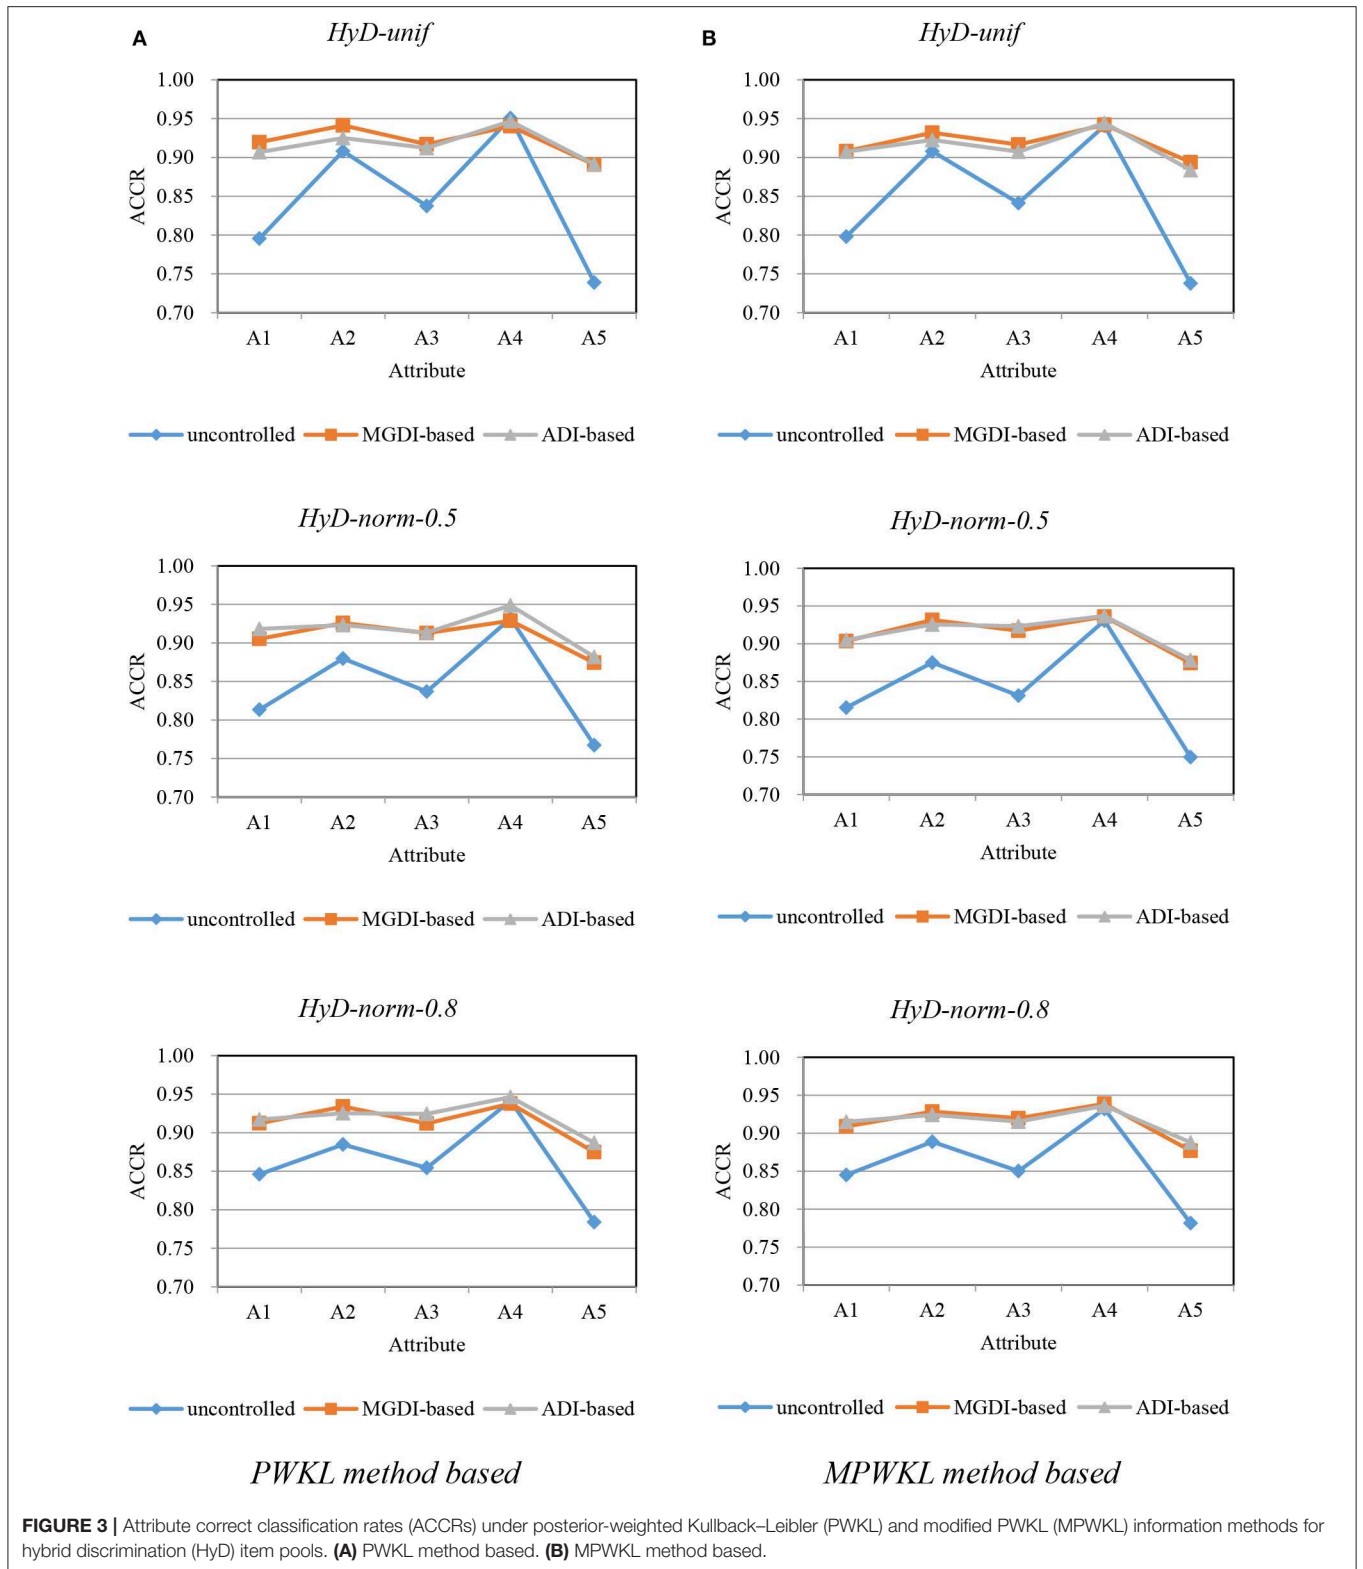 A
HyD-unif
1.00
0.95
0.90
0.85
0.80
0.75
0.70
ACCR
A1 A2 A3 A4 A5
Attribute
uncontrolled MGDI-based ADI-based
HyD-norm-0.5
1.00
0.95
0.90
0.85
0.80
0.75
0.70
ACCR
A1 A2 A3 A4 A5
Attribute
uncontrolled MGDI-based ADI-based
HyD-norm-0.8
1.00
0.95
0.90
0.85
0.80
0.75
0.70
ACCR
A1 A2 A3 A4 A5
Attribute
uncontrolled MGDI-based ADI-based
PWKL method based
B
HyD-unif
1.00
0.95
0.90
0.85
0.80
0.75
0.70
ACCR
A1 A2 A3 A4 A5
Attribute
uncontrolled MGDI-based ADI-based
HyD-norm-0.5
1.00
0.95
0.90
0.85
0.80
0.75
0.70
ACCR
A1 A2 A3 A4 A5
Attribute
uncontrolled MGDI-based ADI-based
HyD-norm-0.8
1.00
0.95
0.90
0.85
0.80
0.75
0.70
ACCR
A1 A2 A3 A4 A5
Attribute
uncontrolled MGDI-based ADI-based
MPWKL method based
FIGURE 3 | Attribute correct classification rates (ACCRs) under posterior-weighted Kullback–Leibler (PWKL) and modified PWKL (MPWKL) information methods for
hybrid discrimination (HyD) item pools. (A) PWKL method based. (B) MPWKL method based.